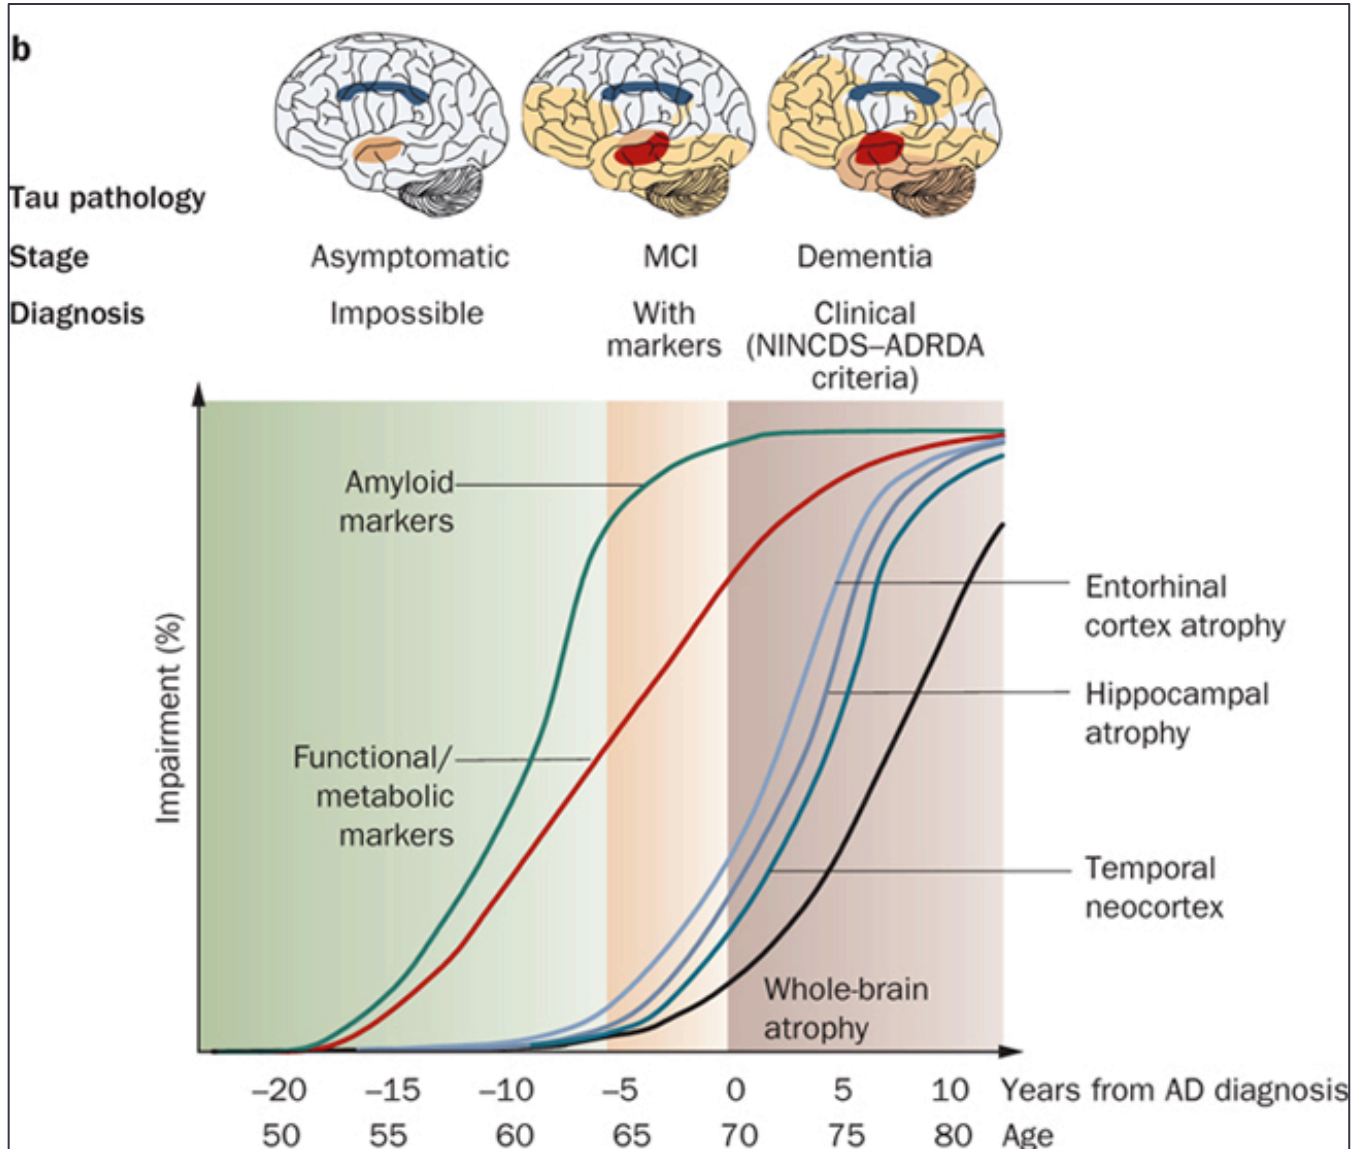 b
Tau pathology
Stage Asymptomatic MCI Dementia
Diagnosis Impossible With markers Clinical (NINCDS–ADRDA criteria)
Amyloid
markers
Functional/
metabolic
markers
Impairment (%)
Entorhinal
cortex atrophy
Hippocampal
atrophy
Temporal
neocortex
Whole-brain
atrophy
–20 –15 –10 –5 0 5 10 Years from AD diagnosis
50 55 60 65 70 75 80 Age